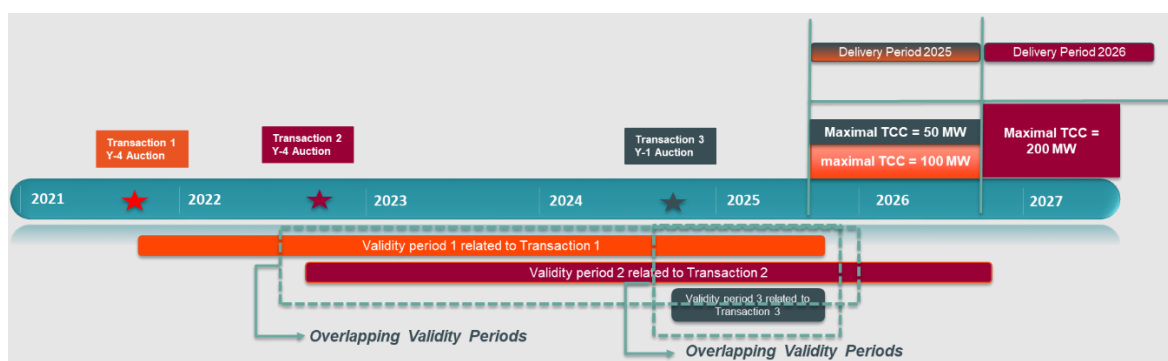 Delivery Period 2025
Delivery Period 2026
Transaction 1
Y-4 Auction
Transaction 2
Y-4 Auction
Transaction 3
Y-1 Auction
Maximal TCC = 50 MW
maximal TCC = 100 MW
Maximal TCC =
200 MW
2021
2022
2023
2024
2025
2026
2027
Validity period 1 related to Transaction 1
Validity period 2 related to Transaction 2
Validity period 3 related to
Transaction 3
Overlapping Validity Periods
Overlapping Validity Periods